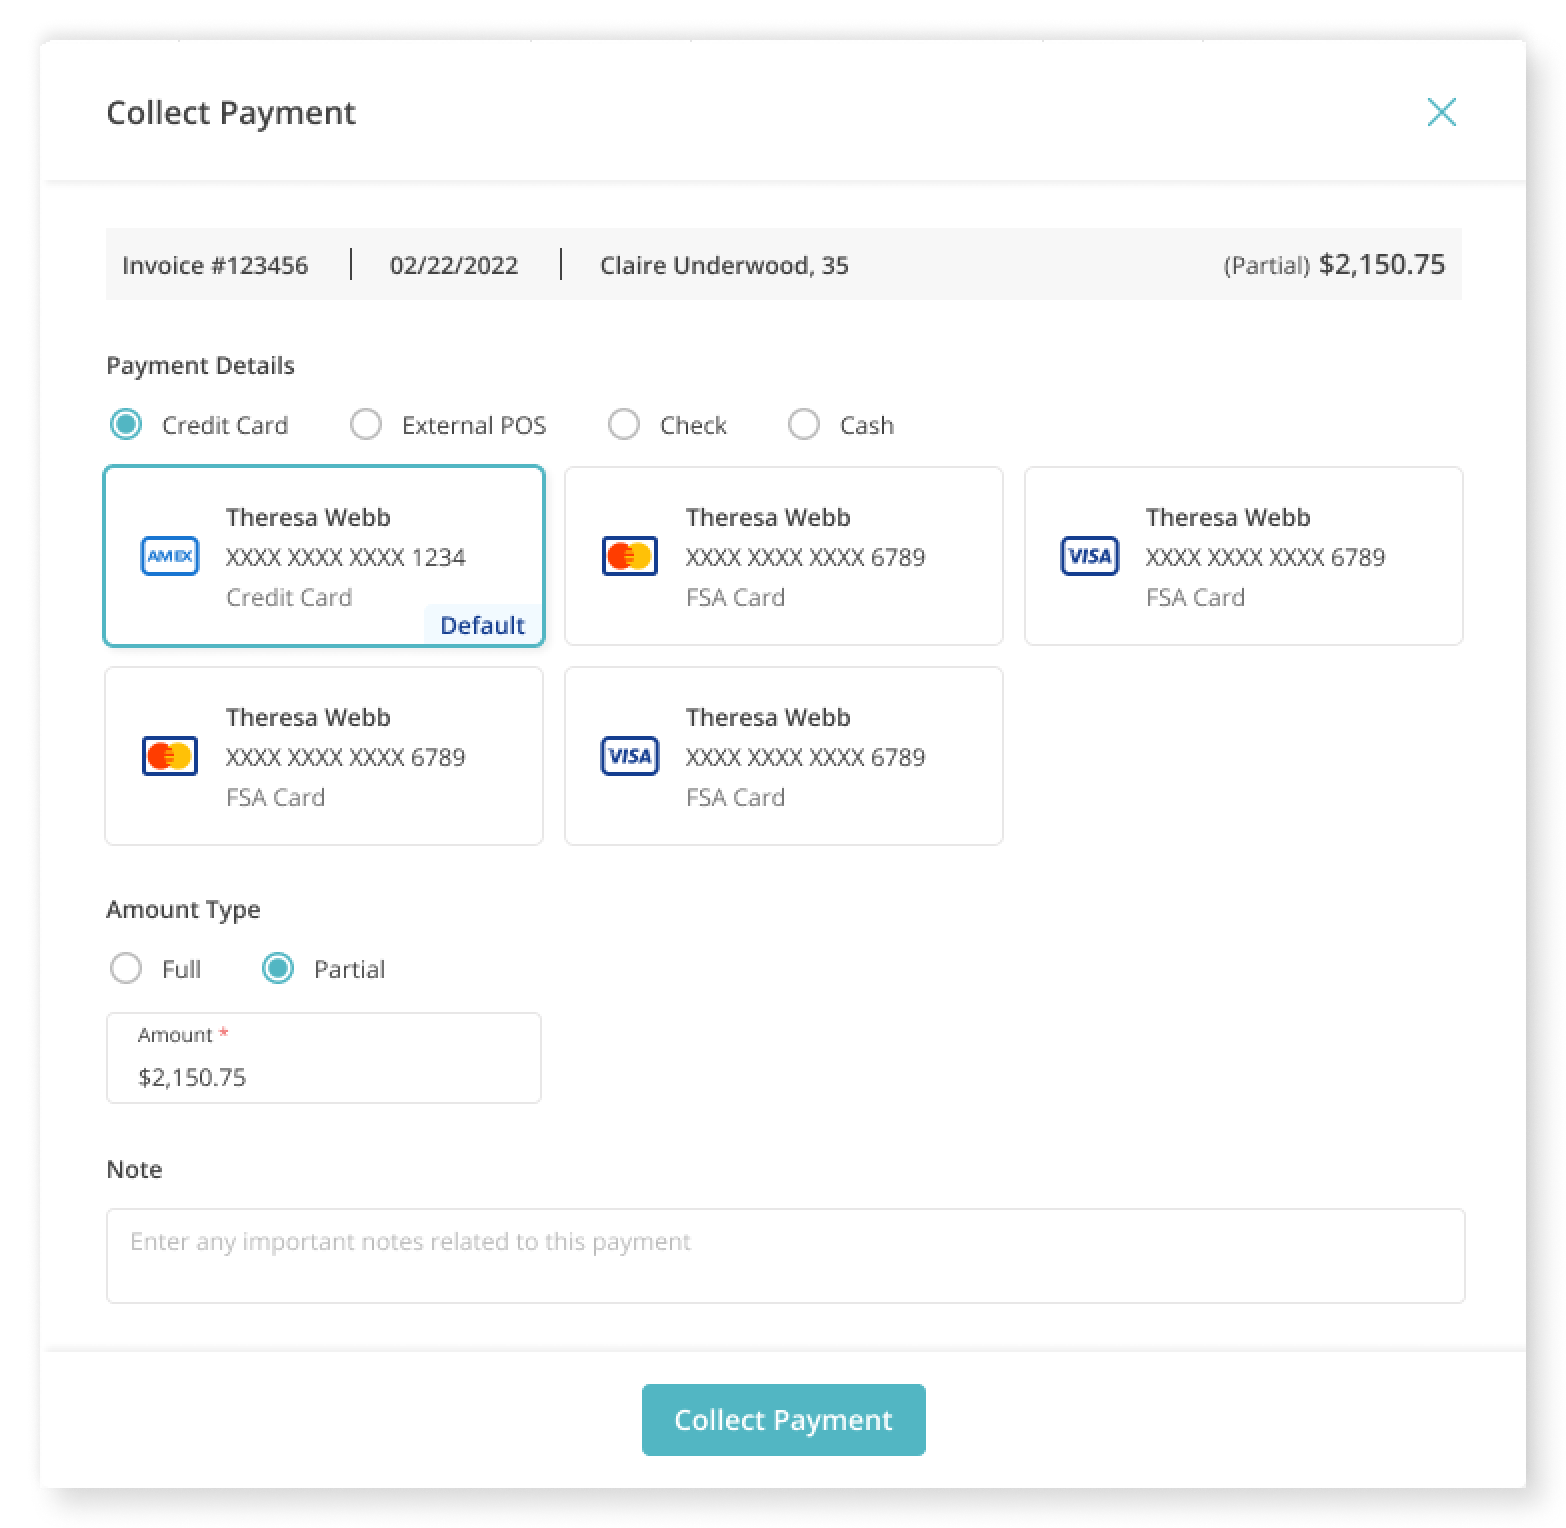 Collect Payment
Invoice #123456 | 02/22/2022 | Claire Underwood, 35 (Partial) $2,150.75
Payment Details
Credit Card External POS Check Cash
Theresa Webb
AMEX XXXX XXXX XXXX 1234
Credit Card
Default
Theresa Webb
XXXX XXXX XXXX 6789
FSA Card
Theresa Webb
VISA XXXX XXXX XXXX 6789
FSA Card
Theresa Webb
XXXX XXXX XXXX 6789
FSA Card
Theresa Webb
VISA XXXX XXXX XXXX 6789
FSA Card
Amount Type
Full Partial
Amount *
$2,150.75
Note
Enter any important notes related to this payment
Collect Payment